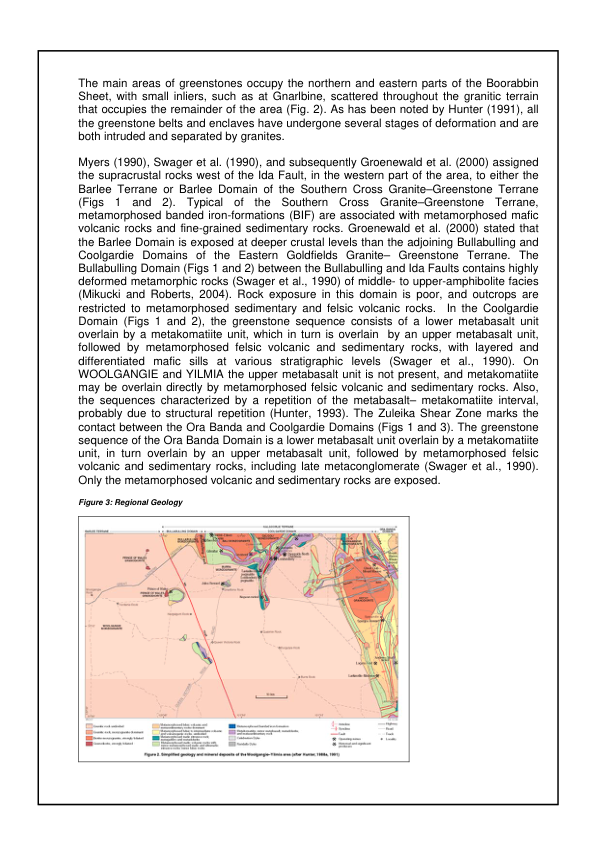 The main areas of greenstones occupy the northern and eastern parts of the Boorabbin
Sheet, with small inliers, such as at Gnarlbine, scattered throughout the granitic terrain
that occupies the remainder of the area (Fig. 2). As has been noted by Hunter (1991), all
the greenstone belts and enclaves have undergone several stages of deformation and are
both intruded and separated by granites.
Myers (1990), Swager et al. (1990), and subsequently Groenewald et al. (2000) assigned
the supracrustal rocks west of the Ida Fault, in the western part of the area, to either the
Barlee Terrane or Barlee Domain of the Southern Cross Granite–Greenstone Terrane
(Figs 1 and 2). Typical of the Southern Cross Granite–Greenstone Terrane,
metamorphosed banded iron-formations (BIF) are associated with metamorphosed mafic
volcanic rocks and fine-grained sedimentary rocks. Groenewald et al. (2000) stated that
the Barlee Domain is exposed at deeper crustal levels than the adjoining Bullabulling and
Coolgardie Domains of the Eastern Goldfields Granite– Greenstone Terrane. The
Bullabulling Domain (Figs 1 and 2) between the Bullabulling and Ida Faults contains highly
deformed metamorphic rocks (Swager et al., 1990) of middle- to upper-amphibolite facies
(Mikucki and Roberts, 2004). Rock exposure in this domain is poor, and outcrops are
restricted to metamorphosed sedimentary and felsic volcanic rocks. In the Coolgardie
Domain (Figs 1 and 2), the greenstone sequence consists of a lower metabasalt unit
overlain by a metakomatiite unit, which in turn is overlain by an upper metabasalt unit,
followed by metamorphosed felsic volcanic and sedimentary rocks, with layered and
differentiated mafic sills at various stratigraphic levels (Swager et al., 1990). On
WOOLGANGIE and YILMIA the upper metabasalt unit is not present, and metakomatiite
may be overlain directly by metamorphosed felsic volcanic and sedimentary rocks. Also,
the sequences characterized by a repetition of the metabasalt– metakomatiite interval,
probably due to structural repetition (Hunter, 1993). The Zuleika Shear Zone marks the
contact between the Ora Banda and Coolgardie Domains (Figs 1 and 3). The greenstone
sequence of the Ora Banda Domain is a lower metabasalt unit overlain by a metakomatiite
unit, in turn overlain by an upper metabasalt unit, followed by metamorphosed felsic
volcanic and sedimentary rocks, including late metaconglomerate (Swager et al., 1990).
Only the metamorphosed volcanic and sedimentary rocks are exposed.
Figure 3: Regional Geology
Figure 2. Simplified geology and mineral deposits of the Woolgangie–Yilmia area (after Hunter, 1988a, 1991)